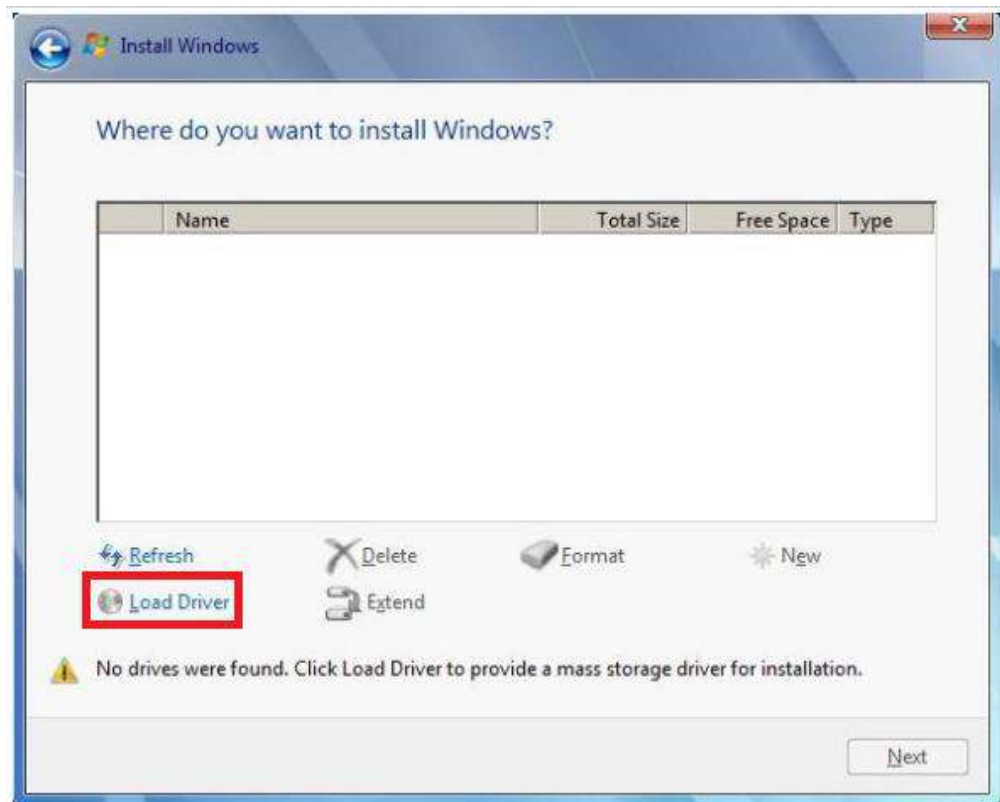 Install Windows
Where do you want to install Windows?
Name Total Size Free Space Type
Refresh Delete Format New
Load Driver Extend
No drives were found. Click Load Driver to provide a mass storage driver for installation.
Next